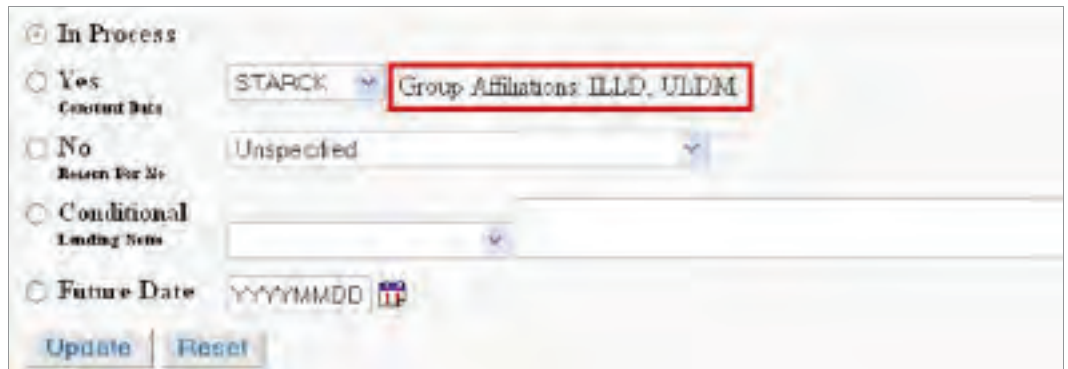 In Process
Yes STARCK Group Affiliations: ILLD, ULDM
Constant Data
No Unspecified
Reason For No
Conditional
Lending Notes
Future Date YYYYMMDD
Update Reset